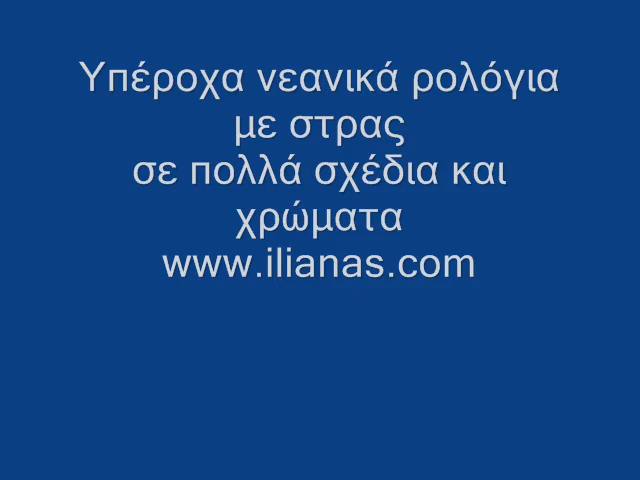 Υπέροχα νεανικά ρολόγια
με στρας
σε πολλά σχέδια και
χρώματα
www.ilianas.com